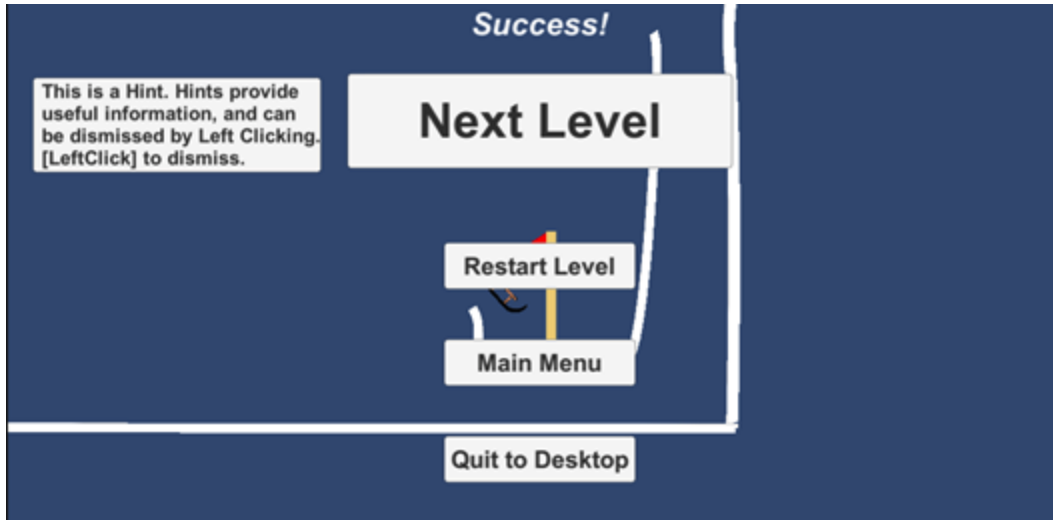 Success!
This is a Hint. Hints provide
useful information, and can
be dismissed by Left Clicking.
[LeftClick] to dismiss.
Next Level
Restart Level
Main Menu
Quit to Desktop